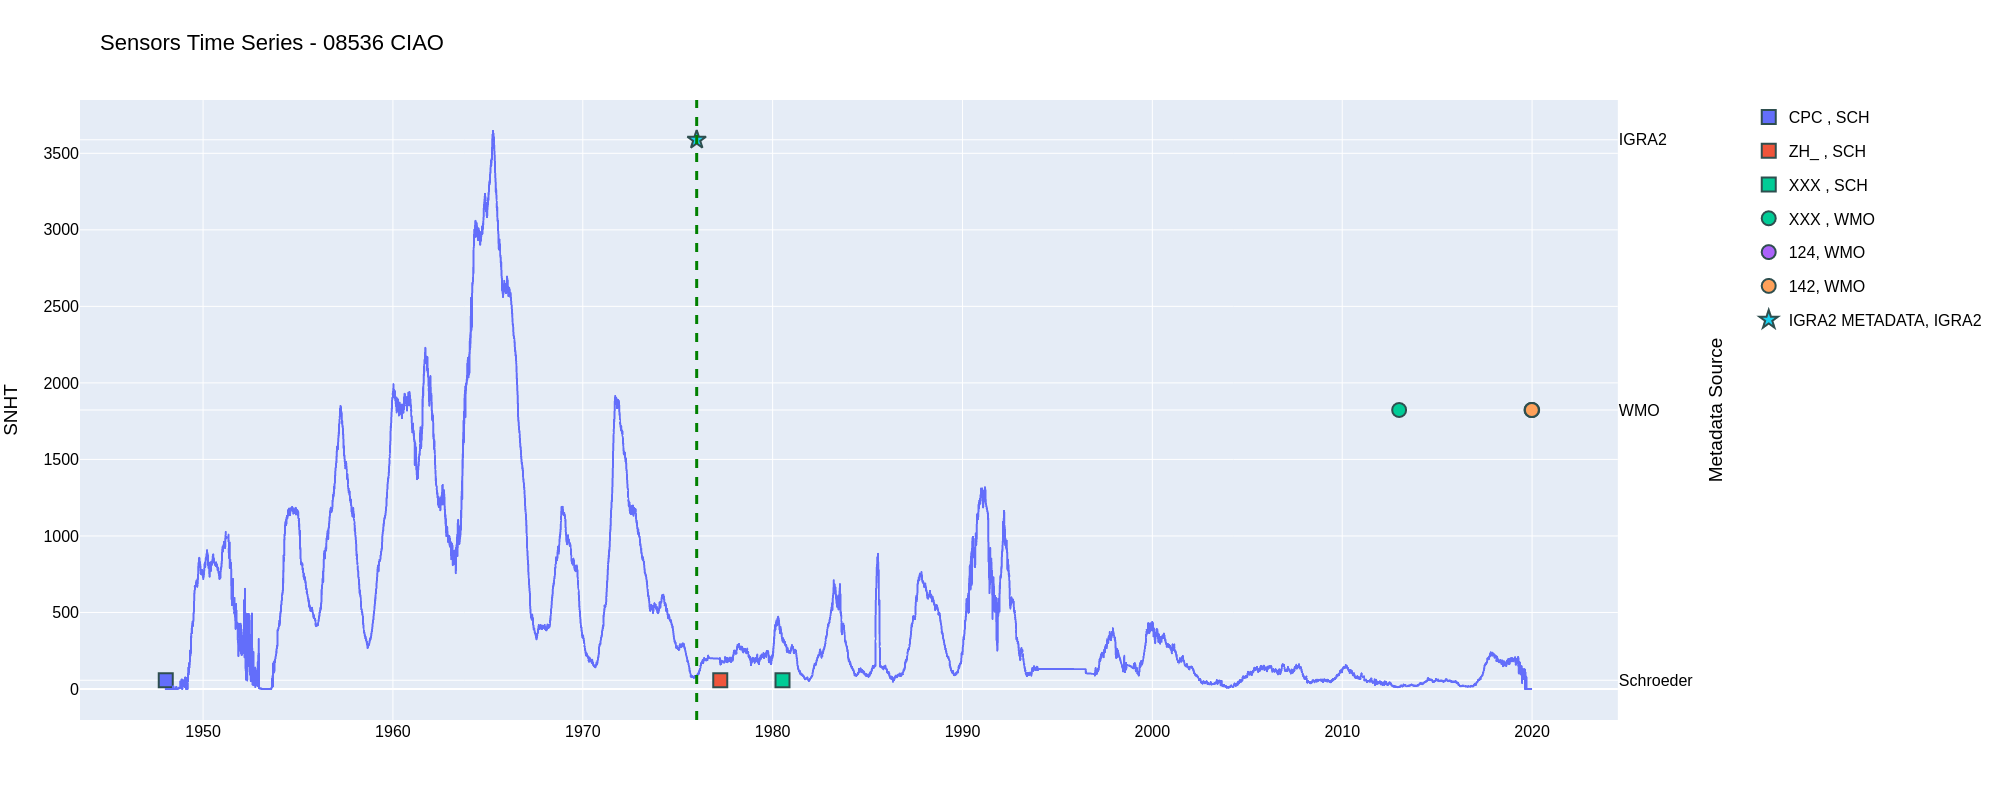 Sensors Time Series - 08536 CIAO
SNHT
3500
3000
2500
2000
1500
1000
500
0
1950
1960
1970
1980
1990
2000
2010
2020
IGRA2
WMO
Schroeder
Metadata Source
CPC , SCH
ZH_ , SCH
XXX , SCH
XXX , WMO
124, WMO
142, WMO
IGRA2 METADATA, IGRA2